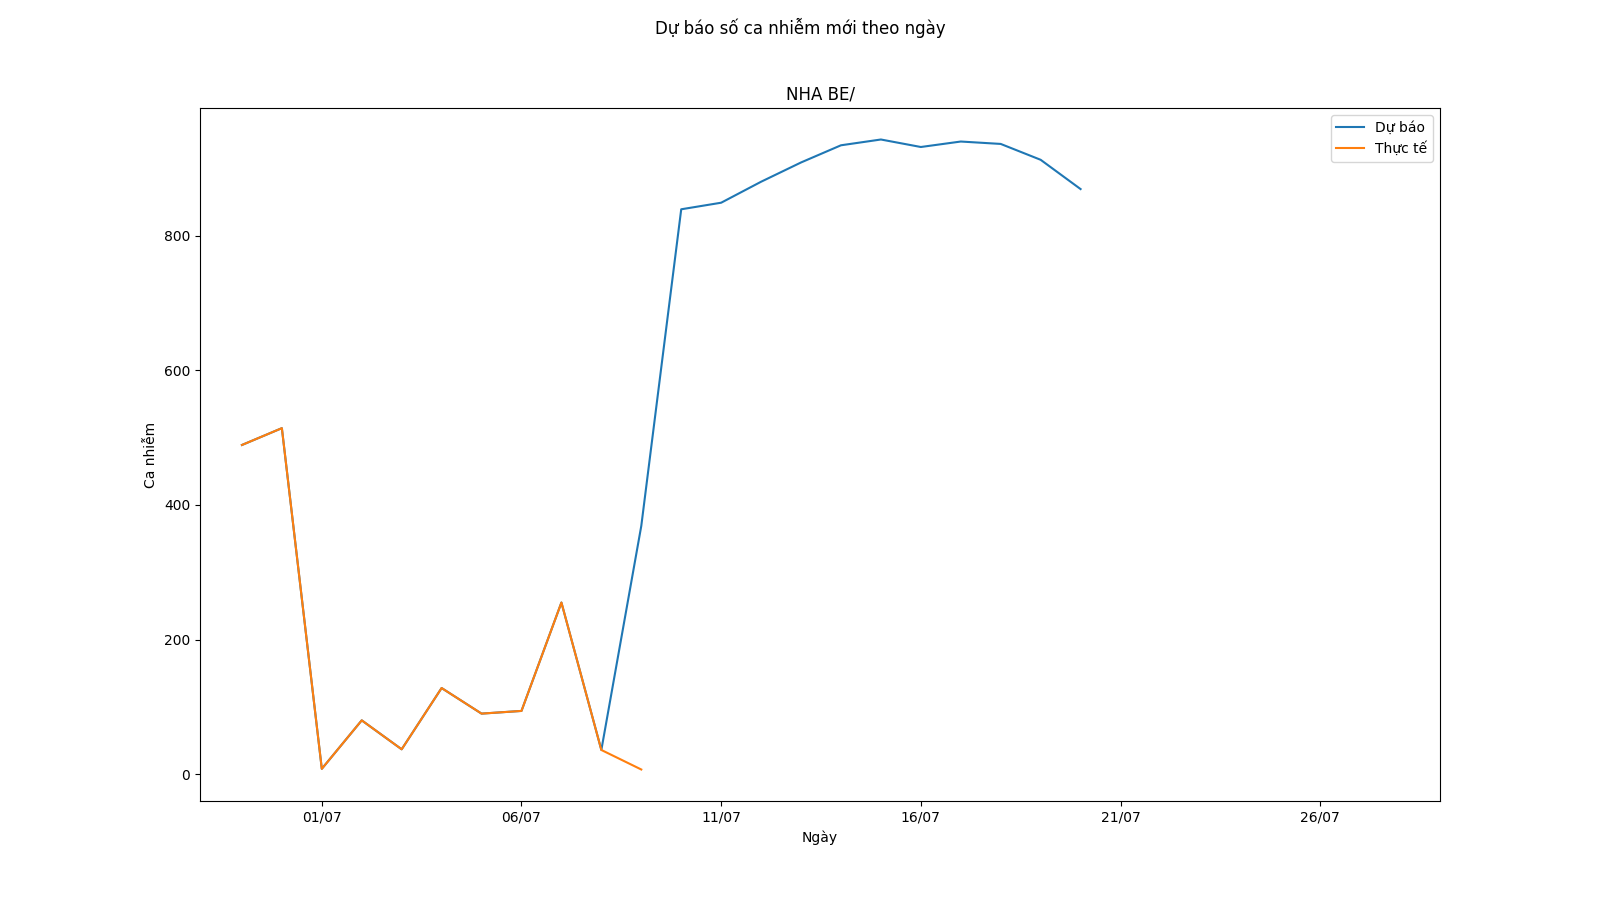 Dự báo số ca nhiễm mới theo ngày
NHA BE/
Dự báo
Thực tế
800
600
400
200
0
Ca nhiễm
01/07
06/07
11/07
16/07
21/07
26/07
Ngày